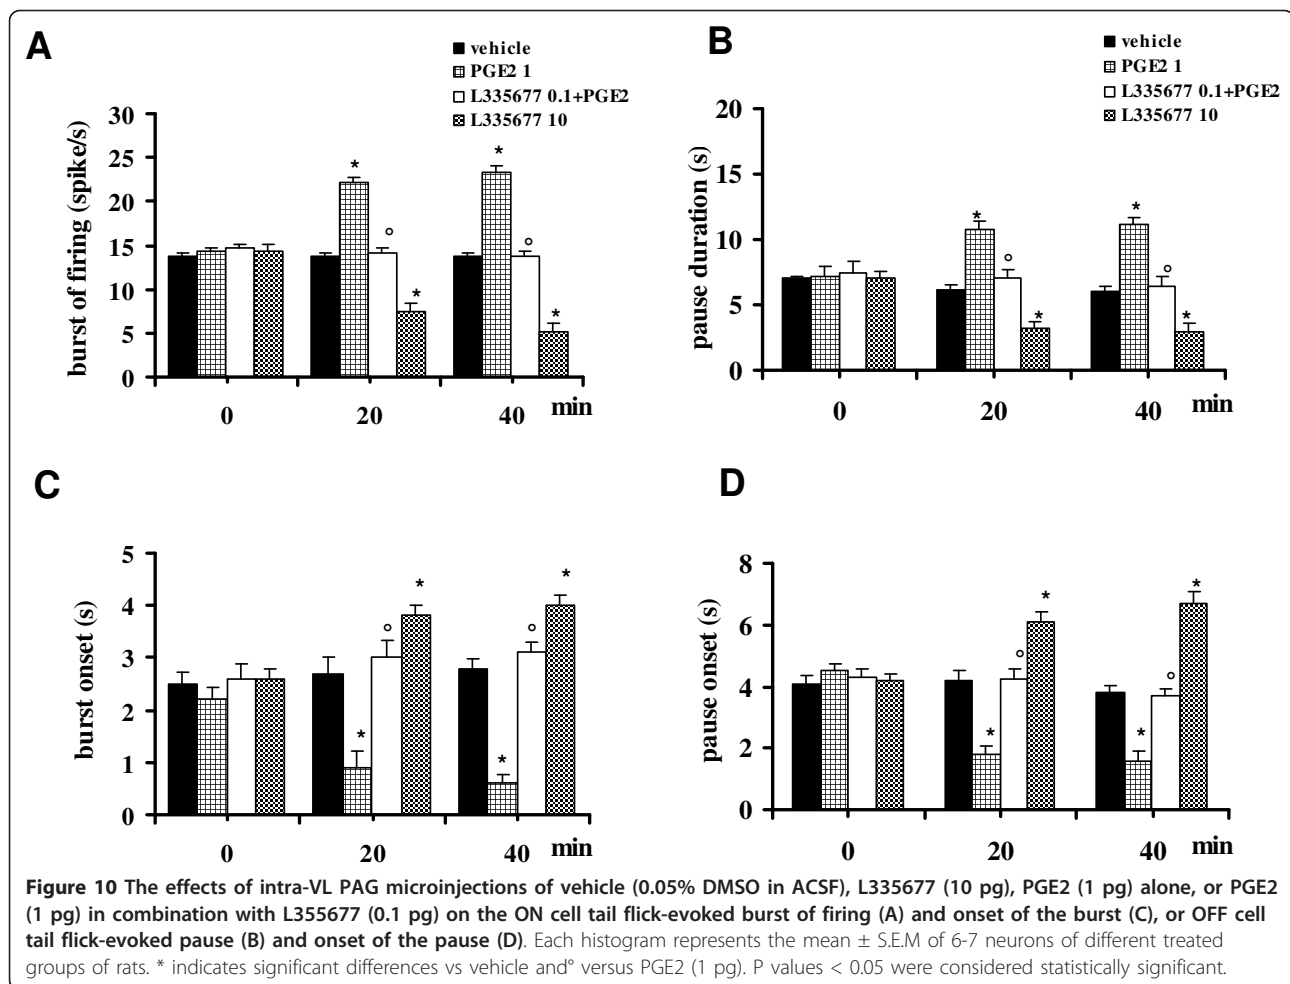 A
vehicle
PGE2 1
L335677 0.1+PGE2
L335677 10
burst of firing (spike/s)
30
25
20
15
10
5
0
* * ° ° * *
0 20 40 min
B
vehicle
PGE2 1
L335677 0.1+PGE2
L335677 10
pause duration (s)
20
15
10
5
0
* * ° ° * *
0 20 40 min
C
burst onset (s)
5
4
3
2
1
0
* * ° ° * *
0 20 40 min
D
pause onset (s)
8
6
4
2
0
* * ° ° * *
0 20 40 min
Figure 10 The effects of intra-VL PAG microinjections of vehicle (0.05% DMSO in ACSF), L335677 (10 pg), PGE2 (1 pg) alone, or PGE2
(1 pg) in combination with L355677 (0.1 pg) on the ON cell tail flick-evoked burst of firing (A) and onset of the burst (C), or OFF cell
tail flick-evoked pause (B) and onset of the pause (D). Each histogram represents the mean ± S.E.M of 6-7 neurons of different treated
groups of rats. * indicates significant differences vs vehicle and° versus PGE2 (1 pg). P values < 0.05 were considered statistically significant.